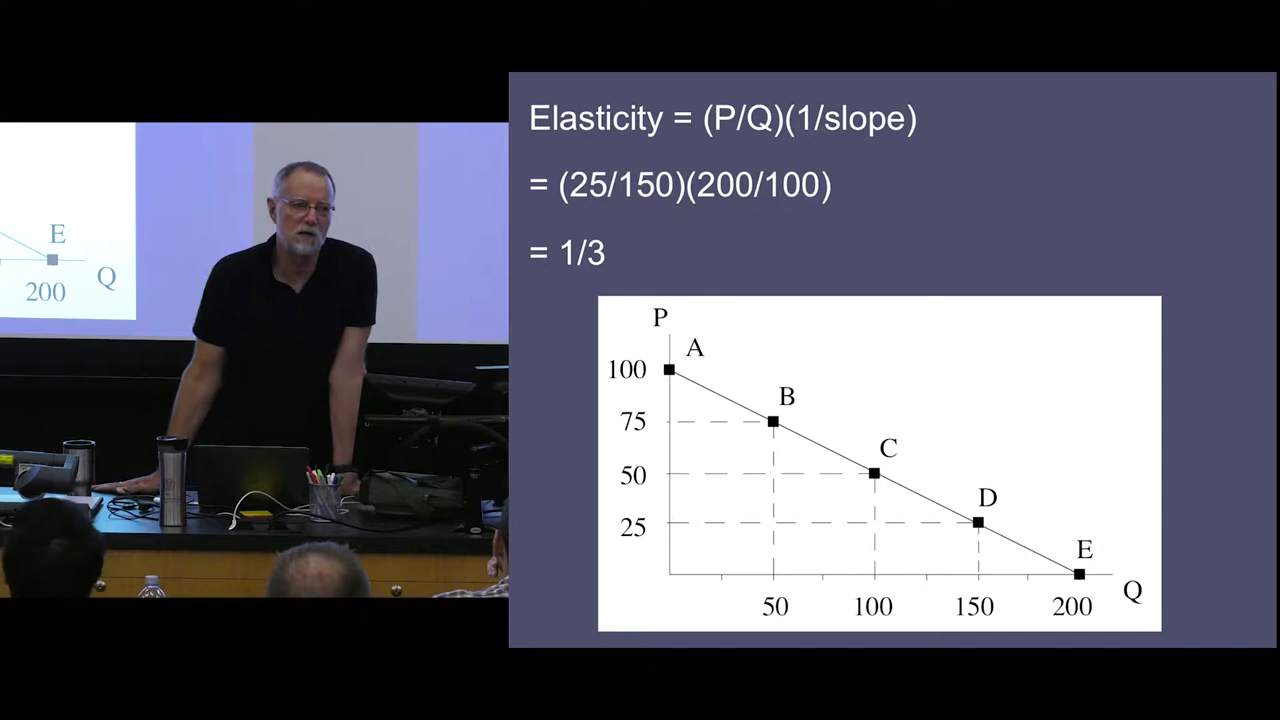 E
Q
200
Elasticity = (P/Q)(1/slope)
= (25/150)(200/100)
= 1/3
P
100
A
75
B
50
C
25
D
E
50
100
150
200
Q